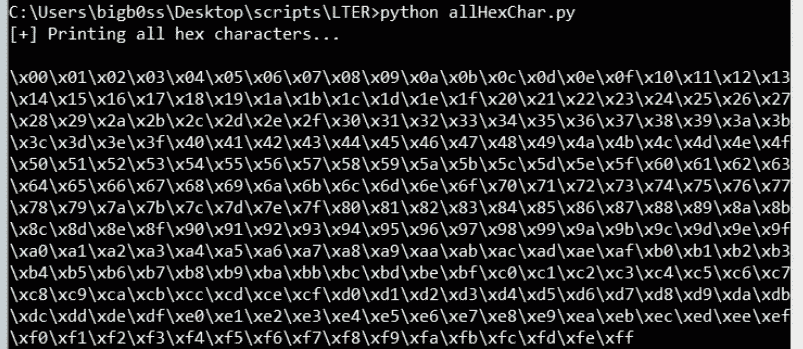 C:\Users\bigb0ss\Desktop\scripts\LTER>python allHexChar.py
[+] Printing all hex characters...
\x00\x01\x02\x03\x04\x05\x06\x07\x08\x09\x0a\x0b\x0c\x0d\x0e\x0f\x10\x11\x12\x13
\x14\x15\x16\x17\x18\x19\x1a\x1b\x1c\x1d\x1e\x1f\x20\x21\x22\x23\x24\x25\x26\x27
\x28\x29\x2a\x2b\x2c\x2d\x2e\x2f\x30\x31\x32\x33\x34\x35\x36\x37\x38\x39\x3a\x3b
\x3c\x3d\x3e\x3f\x40\x41\x42\x43\x44\x45\x46\x47\x48\x49\x4a\x4b\x4c\x4d\x4e\x4f
\x50\x51\x52\x53\x54\x55\x56\x57\x58\x59\x5a\x5b\x5c\x5d\x5e\x5f\x60\x61\x62\x63
\x64\x65\x66\x67\x68\x69\x6a\x6b\x6c\x6d\x6e\x6f\x70\x71\x72\x73\x74\x75\x76\x77
\x78\x79\x7a\x7b\x7c\x7d\x7e\x7f\x80\x81\x82\x83\x84\x85\x86\x87\x88\x89\x8a\x8b
\x8c\x8d\x8e\x8f\x90\x91\x92\x93\x94\x95\x96\x97\x98\x99\x9a\x9b\x9c\x9d\x9e\x9f
\xa0\xa1\xa2\xa3\xa4\xa5\xa6\xa7\xa8\xa9\xaa\xab\xac\xad\xae\xaf\xb0\xb1\xb2\xb3
\xb4\xb5\xb6\xb7\xb8\xb9\xba\xbb\xbc\xbd\xbe\xbf\xc0\xc1\xc2\xc3\xc4\xc5\xc6\xc7
\xc8\xc9\xca\xcb\xcc\xcd\xce\xcf\xd0\xd1\xd2\xd3\xd4\xd5\xd6\xd7\xd8\xd9\xda\xdb
\xdc\xdd\xde\xdf\xe0\xe1\xe2\xe3\xe4\xe5\xe6\xe7\xe8\xe9\xea\xeb\xec\xed\xee\xef
\xf0\xf1\xf2\xf3\xf4\xf5\xf6\xf7\xf8\xf9\xfa\xfb\xfc\xfd\xfe\xff